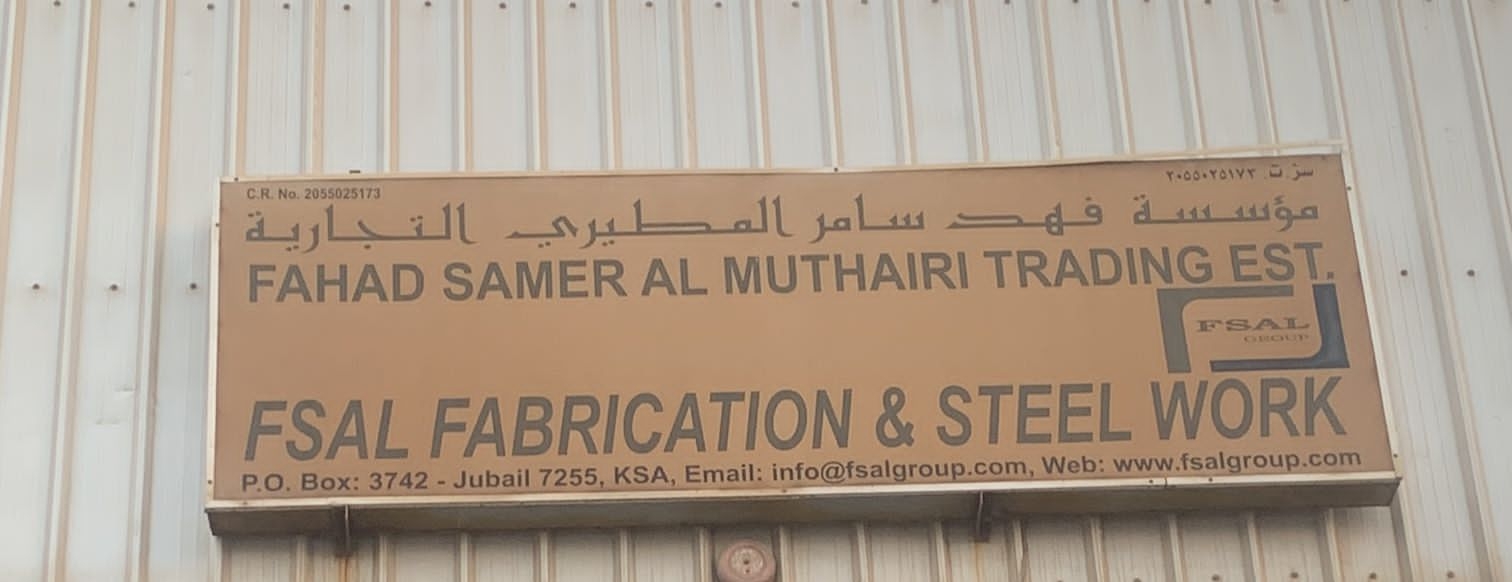 C.R. No. 2055025173
س.ت. ٢٠٥٥٠٢٥١٧٣
مؤسسة فهد سامر المطيري التجارية
FAHAD SAMER AL MUTHAIRI TRADING EST.
FSAL
GROUP
FSAL FABRICATION & STEEL WORK
P.O. Box: 3742 - Jubail 7255, KSA, Email: info@fsalgroup.com, Web: www.fsalgroup.com